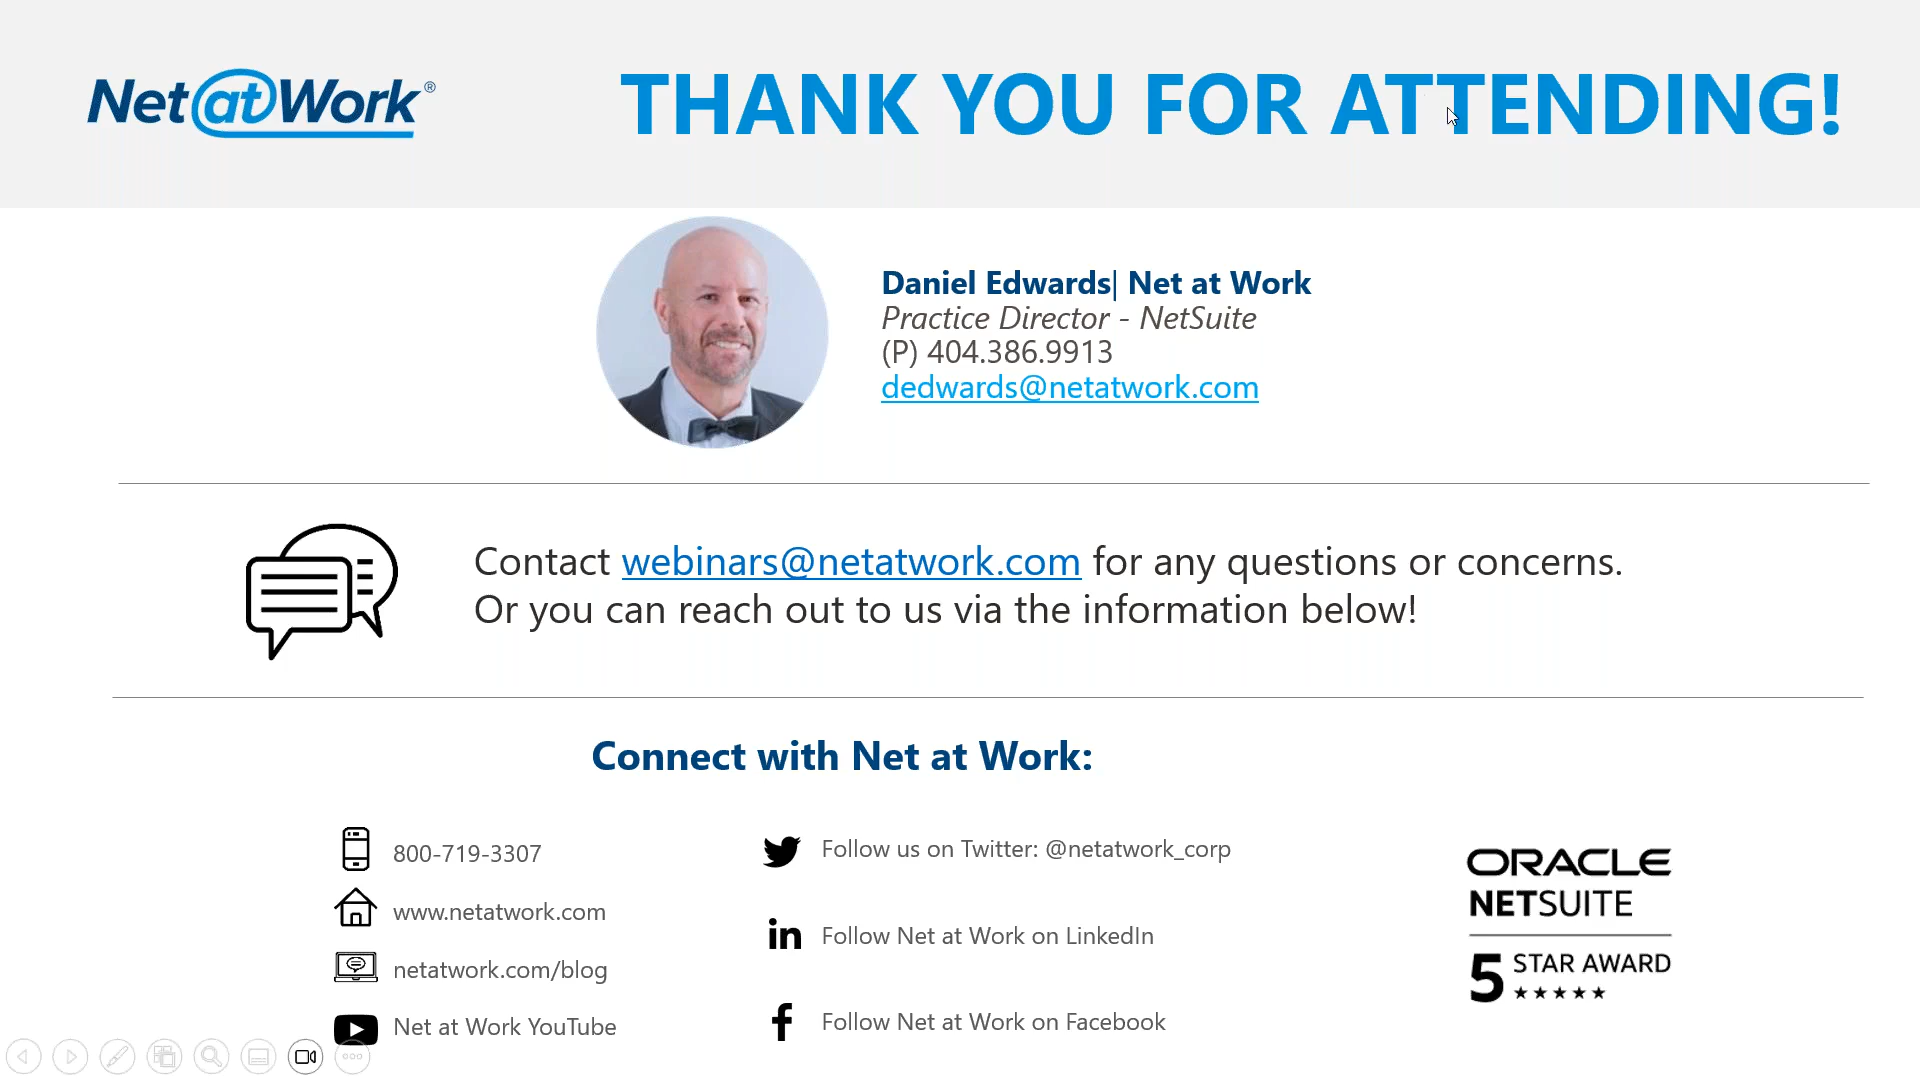 Net at Work®
THANK YOU FOR ATTENDING!
Daniel Edwards| Net at Work
Practice Director - NetSuite
(P) 404.386.9913
dedwards@netatwork.com
Contact webinars@netatwork.com for any questions or concerns.
Or you can reach out to us via the information below!
Connect with Net at Work:
800-719-3307
www.netatwork.com
netatwork.com/blog
Net at Work YouTube
Follow us on Twitter: @netatwork_corp
in Follow Net at Work on LinkedIn
f Follow Net at Work on Facebook
ORACLE
NETSUITE
5 STAR AWARD